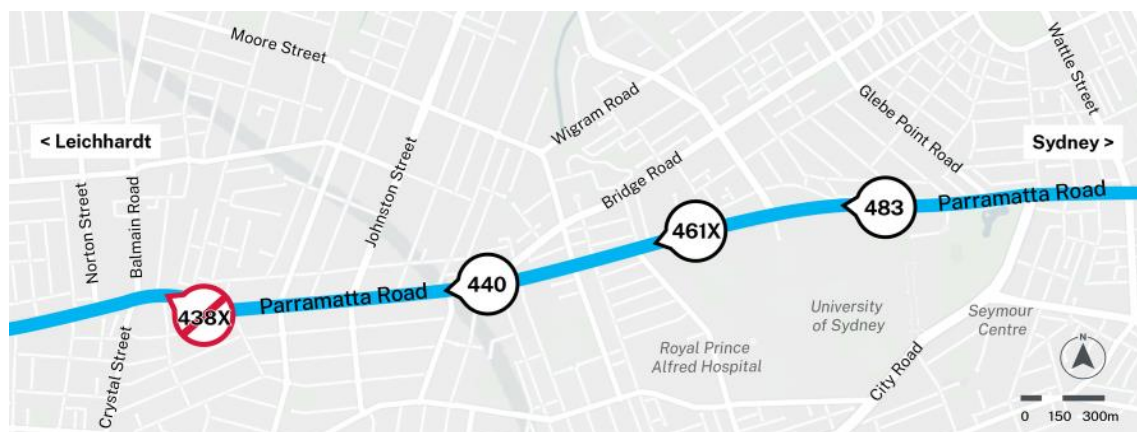 Moore Street
Wattle Street
Wigram Road
Glebe Point Road
< Leichhardt
Sydney >
Johnston Street
Bridge Road
Norton Street
Balmain Road
483
Parramatta Road
461X
440
Parramatta Road
438X
University
of Sydney
Seymour
Centre
Royal Prince
Alfred Hospital
City Road
Crystal Street
N
0 150 300m